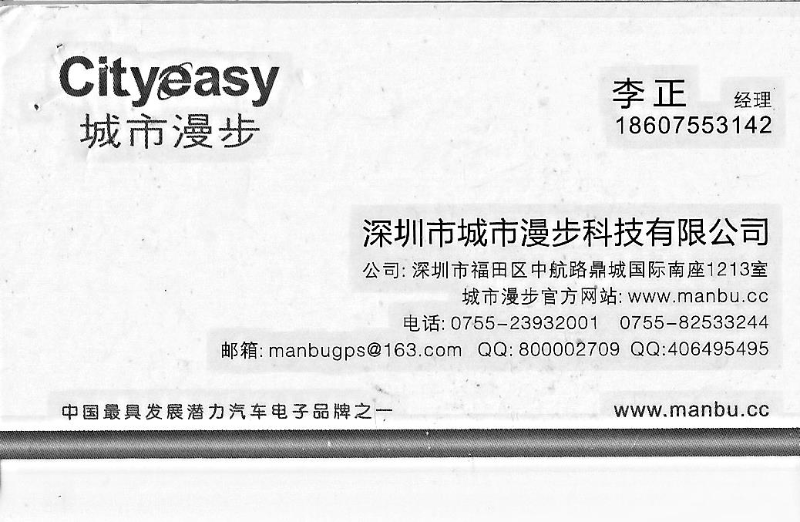 Cityeasy
城市漫步
李正 经理
18607553142
深圳市城市漫步科技有限公司
公司: 深圳市福田区中航路鼎城国际南座1213室
城市漫步官方网站: www.manbu.cc
电话: 0755-23932001 0755-82533244
邮箱: manbugps@163.com QQ: 800002709 QQ:406495495
中国最具发展潜力汽车电子品牌之一
www.manbu.cc